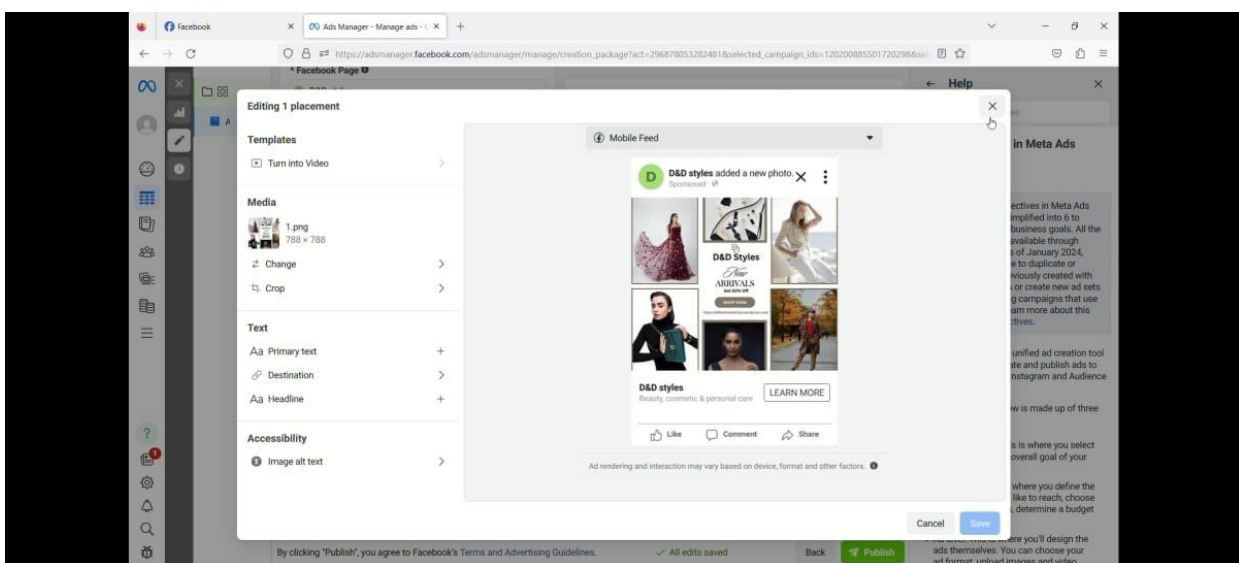 Facebook
Ads Manager - Manage ads - C
https://adsmanager.facebook.com/adsmanager/manage/creation_package?act=296878053282481&selected_campaign_ids=120200885501720298&sel
* Facebook Page
Help
Editing 1 placement
Templates
Turn into Video
Media
1.png
788 × 788
Change
Crop
Text
Aa Primary text
Destination
Aa Headline
Accessibility
Image alt text
Mobile Feed
D
D&D styles added a new photo.
Sponsored
D&D Styles
New
ARRIVALS
Get 50% OFF
SHOP NOW
D&D styles
Beauty, cosmetic & personal care
LEARN MORE
Like Comment Share
Ad rendering and interaction may vary based on device, format and other factors.
Cancel Save
in Meta Ads
ectives in Meta Ads
implified into 6 to
business goals. All the
available through
s of January 2024,
e to duplicate or
eviously created with
or create new ad sets
g campaigns that use
arn more about this
ctives.
unified ad creation tool
ate and publish ads to
nstagram and Audience
w is made up of three
s is where you select
overall goal of your
where you define the
like to reach, choose
, determine a budget
ere you'll design the
ads themselves. You can choose your
ad format, upload images and video
By clicking "Publish", you agree to Facebook's Terms and Advertising Guidelines.
All edits saved
Back Publish
1